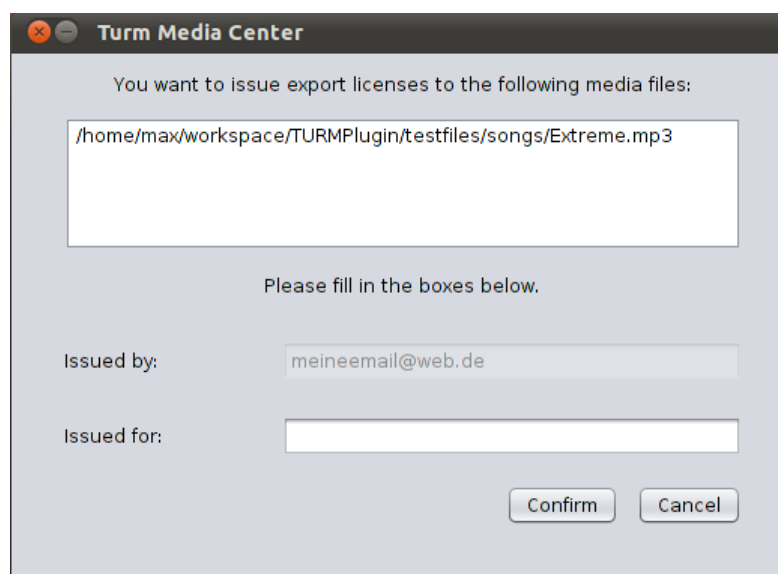 Turm Media Center
You want to issue export licenses to the following media files:
/home/max/workspace/TURMPlugin/testfiles/songs/Extreme.mp3
Please fill in the boxes below.
Issued by:
meineemail@web.de
Issued for:
Confirm
Cancel